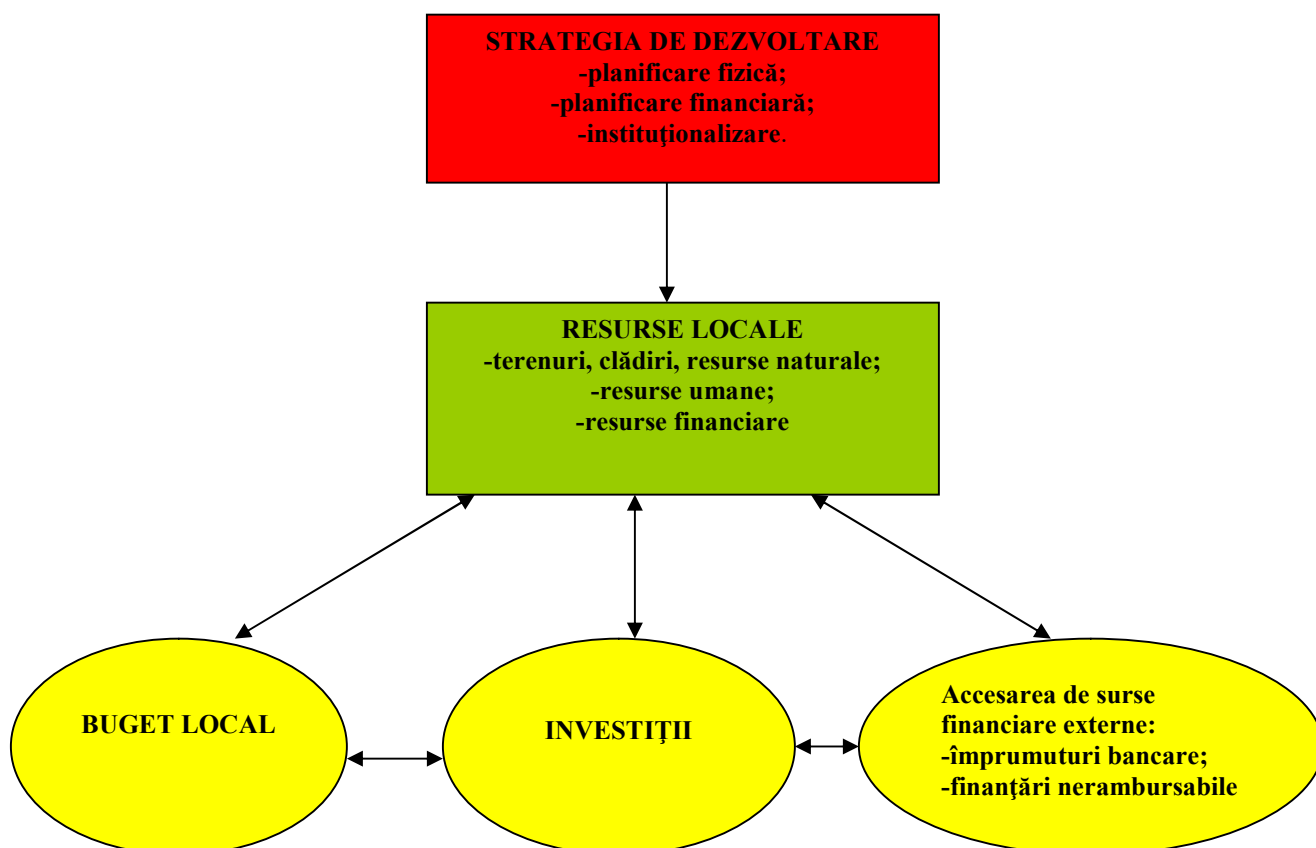 STRATEGIA DE DEZVOLTARE
-planificare fizică;
-planificare financiară;
-instituţionalizare.
RESURSE LOCALE
-terenuri, clădiri, resurse naturale;
-resurse umane;
-resurse financiare
BUGET LOCAL
INVESTIŢII
Accesarea de surse
financiare externe:
-împrumuturi bancare;
-finanţări nerambursabile